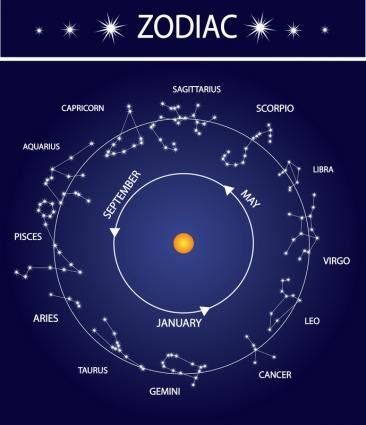 ZODIAC
SAGITTARIUS
CAPRICORN
SCORPIO
AQUARIUS
LIBRA
SEPTEMBER
MAY
PISCES
VIRGO
ARIES
JANUARY
LEO
TAURUS
CANCER
GEMINI